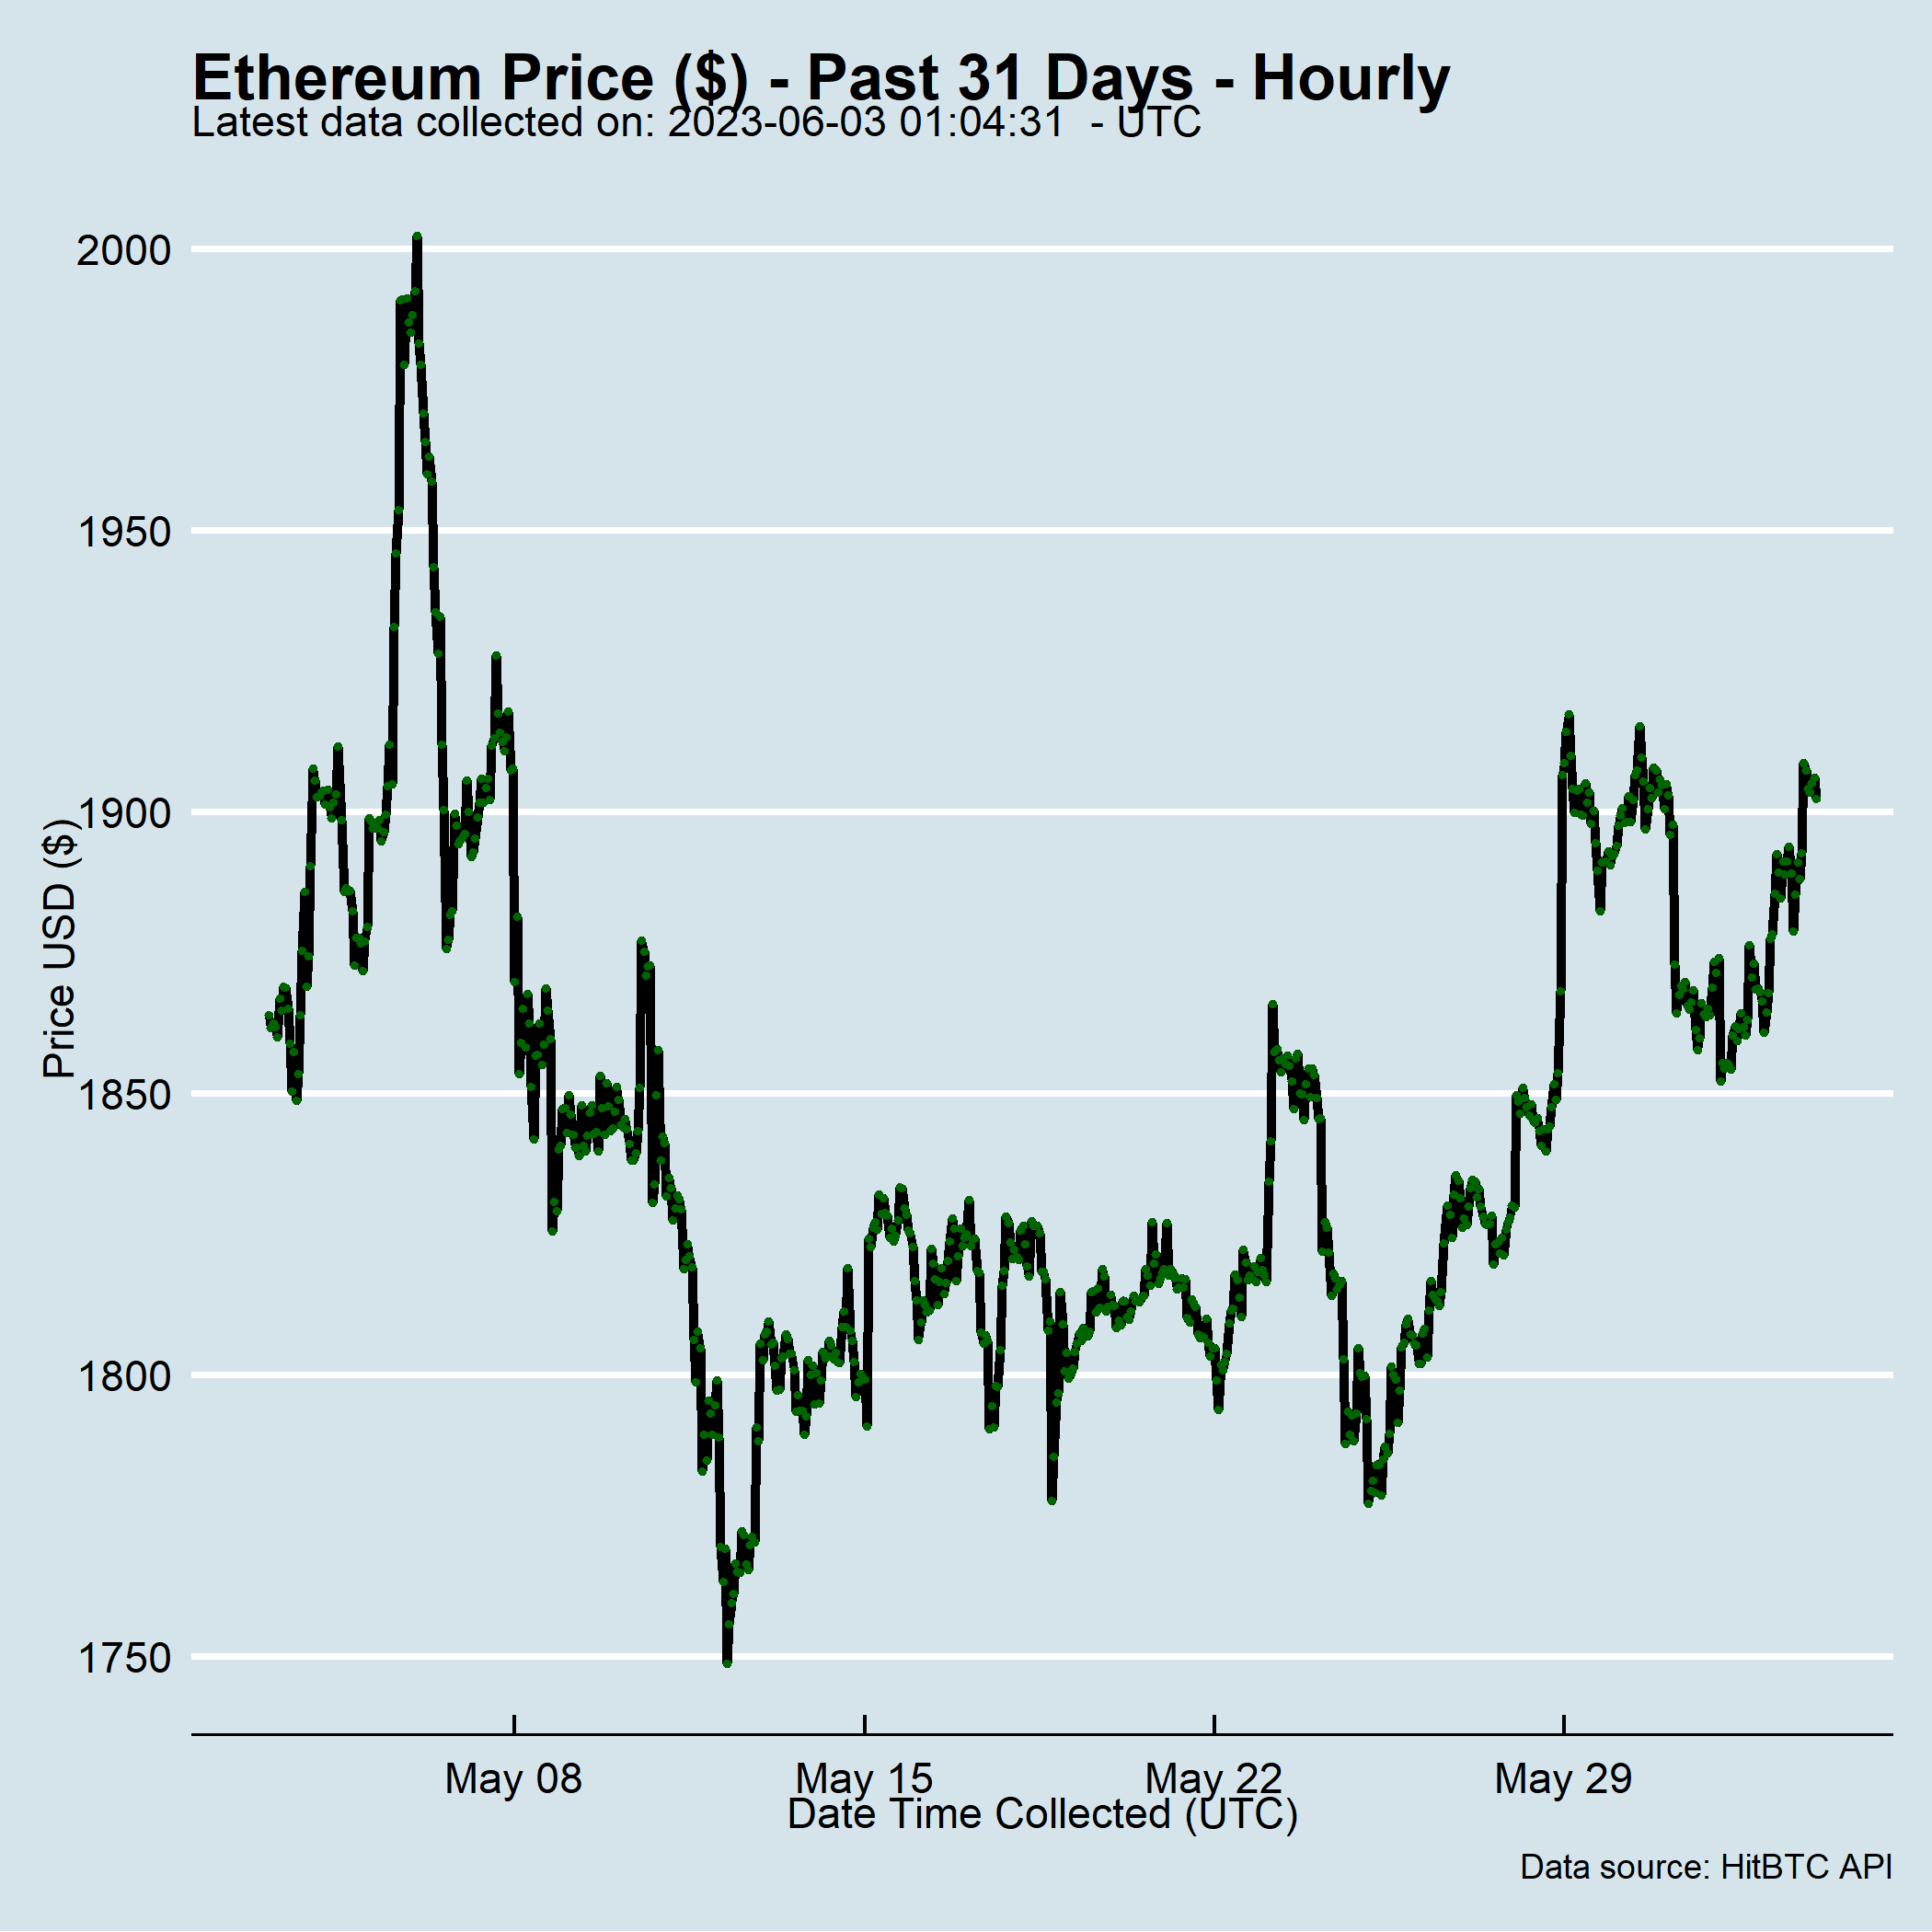 Ethereum Price ($) - Past 31 Days - Hourly
Latest data collected on: 2023-06-03 01:04:31  - UTC
2000
1950
1900
1850
1800
1750
Price USD ($)
May 08
May 15
May 22
May 29
Date Time Collected (UTC)
Data source: HitBTC API